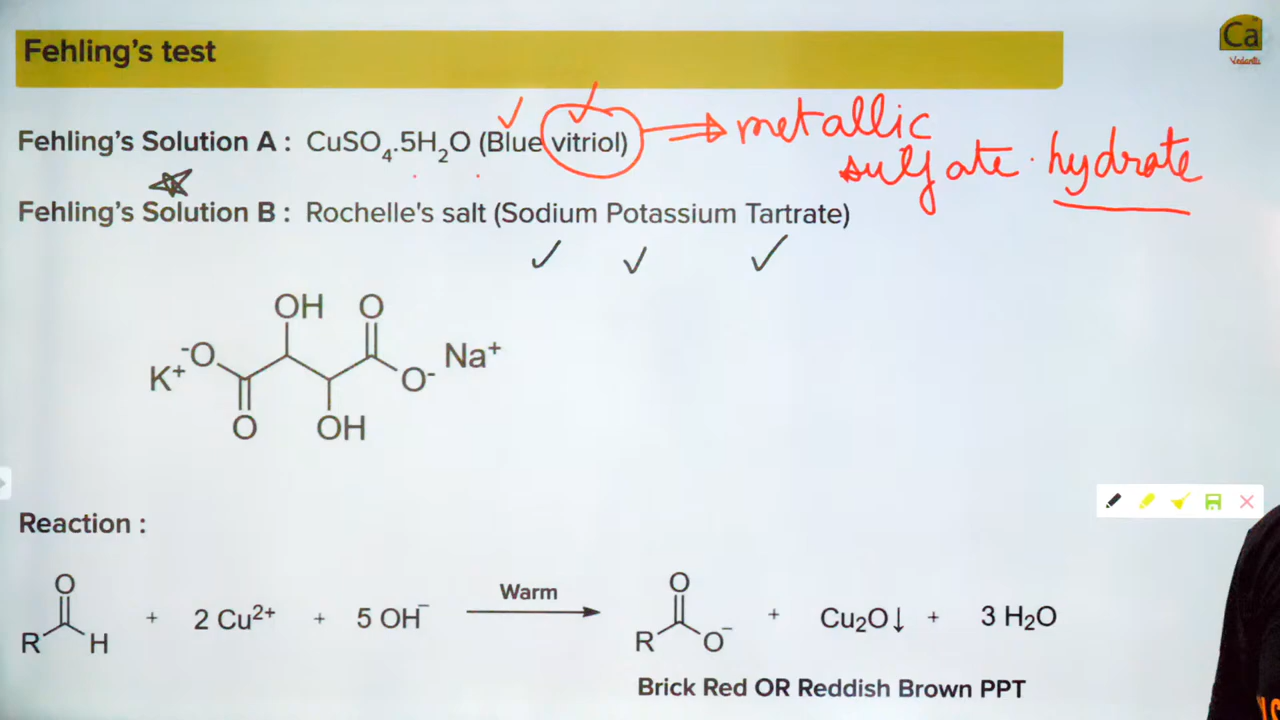 Fehling's test
Ca
Vedantu
Fehling's Solution A : CuSO₄.5H₂O (Blue vitriol) ⇒ metallic
sulfate · hydrate
Fehling's Solution B : Rochelle's salt (Sodium Potassium Tartrate)
OH O
K⁺ ⁻O Na⁺
O⁻
O OH
Reaction :
O Warm O
R H + 2 Cu²⁺ + 5 OH⁻ R O⁻ + Cu₂O↓ + 3 H₂O
Brick Red OR Reddish Brown PPT